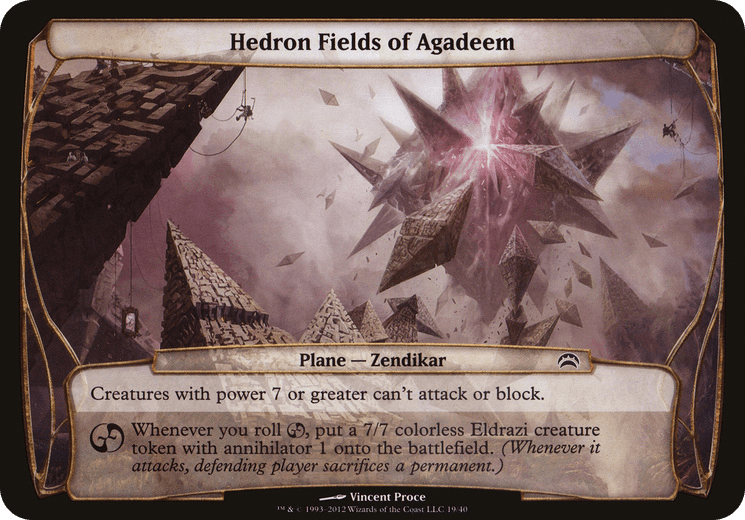 Hedron Fields of Agadeem
Plane — Zendikar
Creatures with power 7 or greater can't attack or block.
Whenever you roll , put a 7/7 colorless Eldrazi creature
token with annihilator 1 onto the battlefield. (Whenever it
attacks, defending player sacrifices a permanent.)
Vincent Proce
™ & © 1993–2012 Wizards of the Coast LLC 19/40